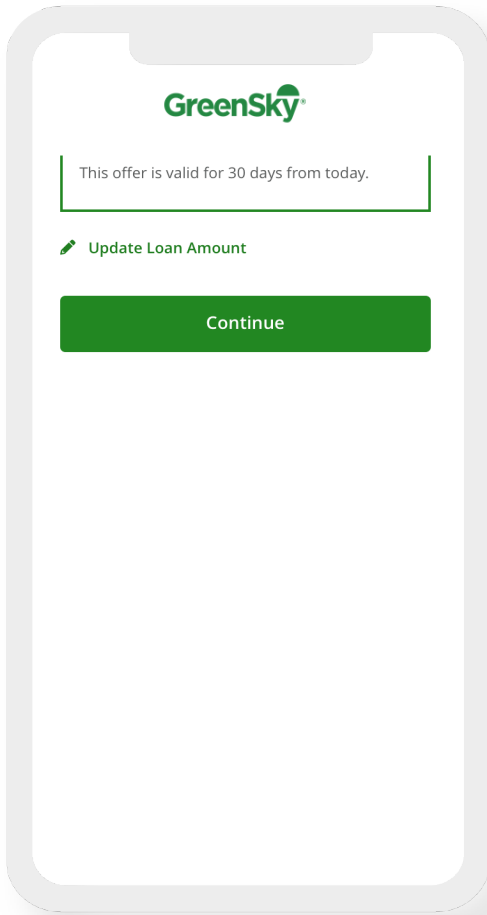 GreenSky®
This offer is valid for 30 days from today.
Update Loan Amount
Continue